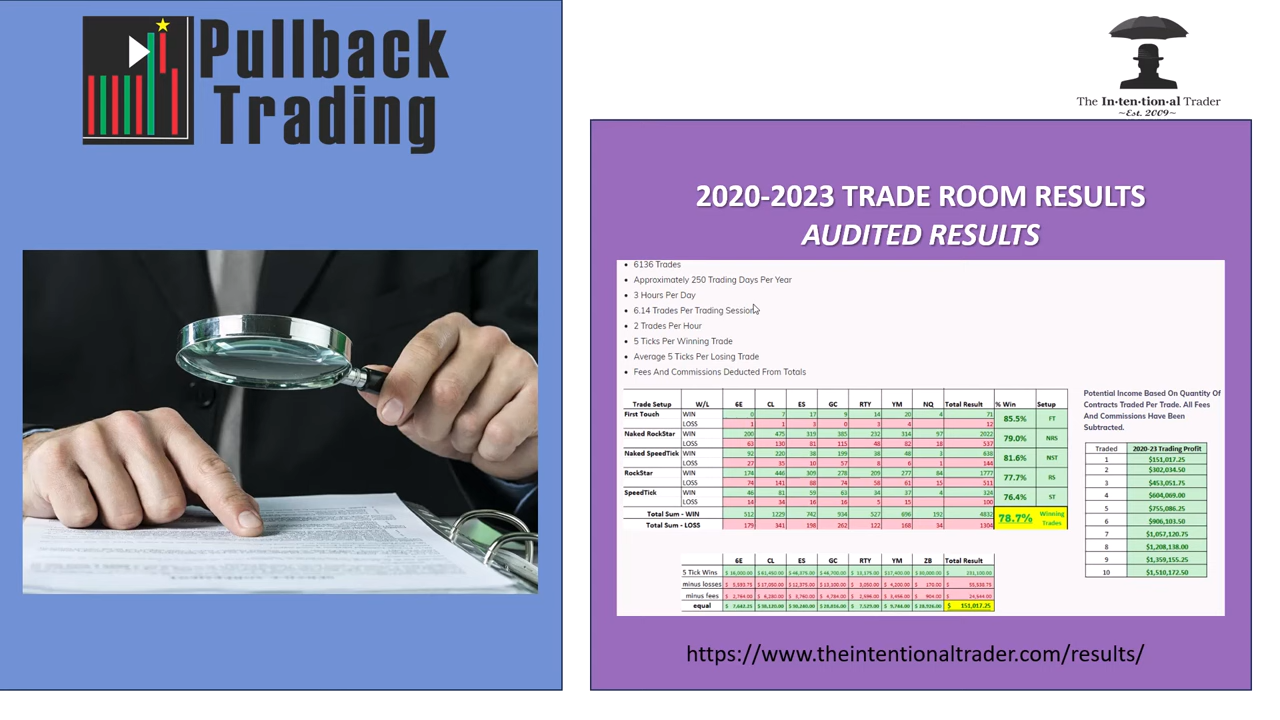 Pullback
Trading
The In·ten·tion·al Trader
~Est. 2009~
2020-2023 TRADE ROOM RESULTS
AUDITED RESULTS
• 6136 Trades
• Approximately 250 Trading Days Per Year
• 3 Hours Per Day
• 6.14 Trades Per Trading Session
• 2 Trades Per Hour
• 5 Ticks Per Winning Trade
• Average 5 Ticks Per Losing Trade
• Fees And Commissions Deducted From Totals
Trade Setup W/L 6E CL ES GC RTY YM NQ Total Result % Win Setup
First Touch WIN 0 7 17 9 14 20 4 71 85.5% FT
LOSS 1 1 3 0 3 4 12
Naked RockStar WIN 200 475 319 385 232 314 97 2022 79.0% NRS
LOSS 63 130 81 115 48 82 18 537
Naked SpeedTick WIN 92 220 38 199 38 48 3 638 81.6% NST
LOSS 27 35 10 57 8 6 1 144
RockStar WIN 174 446 309 278 209 277 84 1777 77.7% RS
LOSS 74 141 88 74 58 61 15 511
SpeedTick WIN 46 81 59 63 34 37 4 324 76.4% ST
LOSS 14 34 16 16 5 15 100
Total Sum - WIN 512 1229 742 934 527 696 192 4832 78.7% Winning Trades
Total Sum - LOSS 179 341 198 262 122 168 34 1304
Potential Income Based On Quantity Of
Contracts Traded Per Trade. All Fees
And Commissions Have Been
Subtracted.
Traded 2020-23 Trading Profit
1 $151,017.25
2 $302,034.50
3 $453,051.75
4 $604,069.00
5 $755,086.25
6 $906,103.50
7 $1,057,120.75
8 $1,208,138.00
9 $1,359,155.25
10 $1,510,172.50
6E CL ES GC RTY YM ZB Total Result
5 Tick Wins
minus losses
minus fees
equal $ 151,017.25
https://www.theintentionaltrader.com/results/